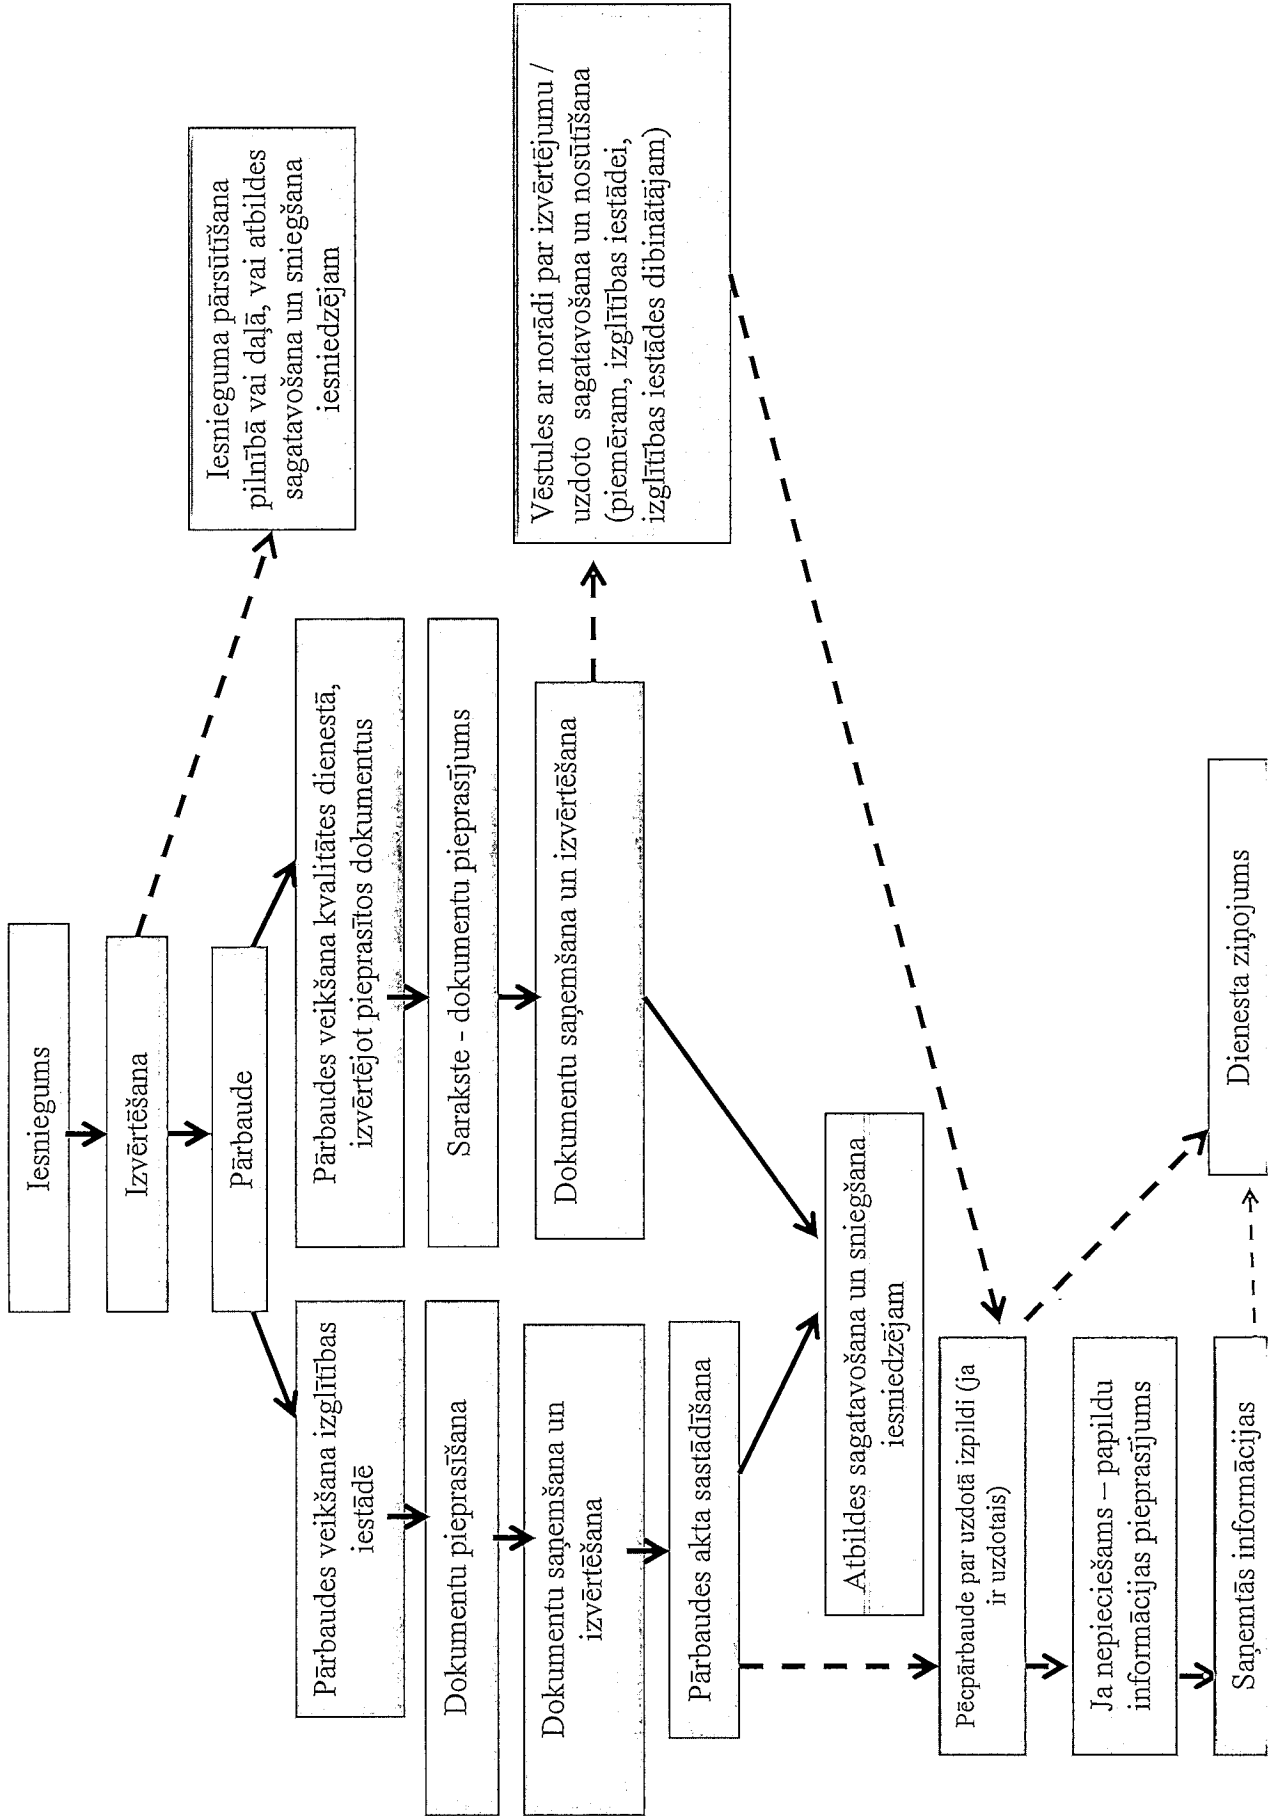 Iesniegums
Izvērtēšana
Iesnieguma pārsūtīšana
pilnībā vai daļā, vai atbildes
sagatavošana un sniegšana
iesniedzējam
Pārbaude
Pārbaudes veikšana izglītības
iestādē
Dokumentu pieprasīšana
Dokumentu saņemšana un
izvērtēšana
Pārbaudes akta sastādīšana
Pārbaudes veikšana kvalitātes dienestā,
izvērtējot pieprasītos dokumentus
Sarakste - dokumentu pieprasījums
Dokumentu saņemšana un izvērtēšana
Vēstules ar norādi par izvērtējumu /
uzdoto sagatavošana un nosūtīšana
(piemēram, izglītības iestādei,
izglītības iestādes dibinātājam)
Atbildes sagatavošana un sniegšana
iesniedzējam
Pēcpārbaude par uzdotā izpildi (ja
ir uzdotais)
Ja nepieciešams – papildu
informācijas pieprasījums
Saņemtās informācijas
Dienesta ziņojums